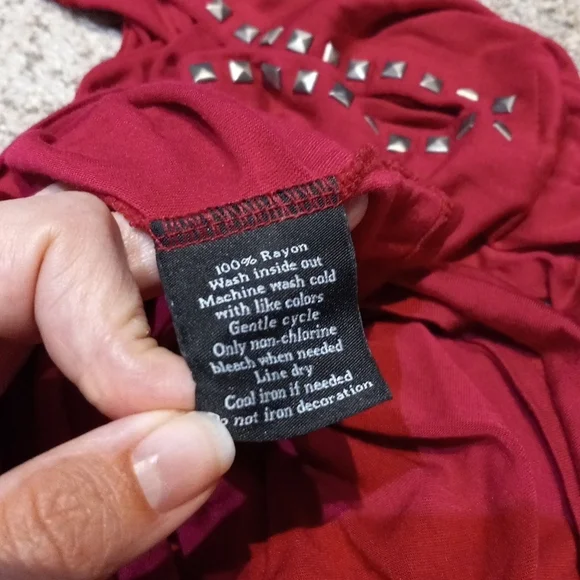 100% Rayon
Wash inside out
Machine wash cold
with like colors
Gentle cycle
Only non-chlorine
bleach when needed
Line dry
Cool iron if needed
Do not iron decoration